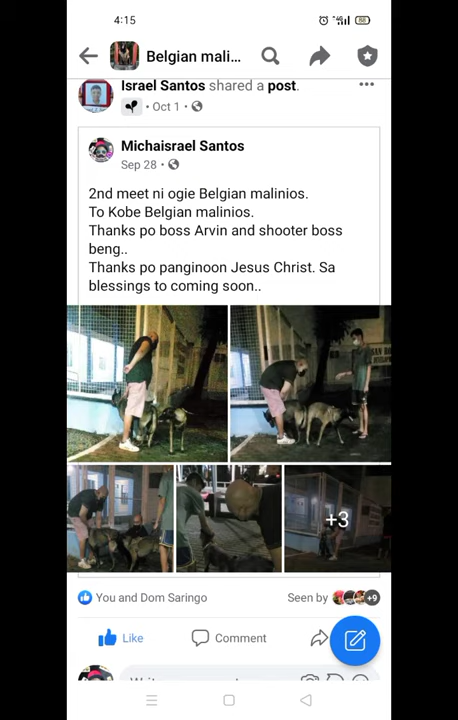 4:15
88
Belgian mali...
Israel Santos shared a post.
• Oct 1 •
Michaisrael Santos
Sep 28 •
2nd meet ni ogie Belgian malinios.
To Kobe Belgian malinios.
Thanks po boss Arvin and shooter boss
beng..
Thanks po panginoon Jesus Christ. Sa
blessings to coming soon..
+3
You and Dom Saringo
Seen by
+9
Like
Comment